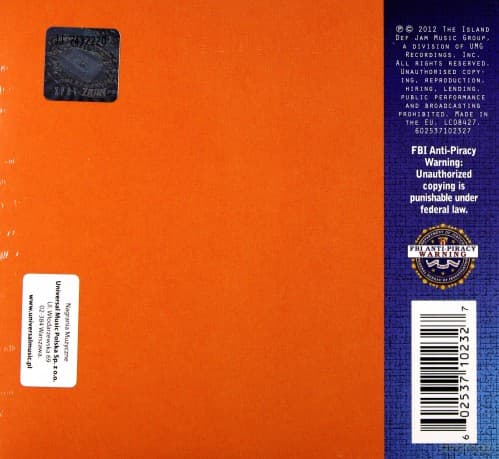 ℗ © 2012 The Island
Def Jam Music Group,
a division of UMG
Recordings, Inc.
All rights reserved.
Unauthorised copy-
ing, reproduction,
hiring, lending,
public performance
and broadcasting
prohibited. Made in
the EU. LC08427.
602537102327
FBI Anti-Piracy
Warning:
Unauthorized
copying is
punishable under
federal law.
FBI ANTI-PIRACY
WARNING
6 02537 10232 7
Nagrania Muzyczne
Universal Music Polska Sp. z o.o.
Ul. Włodarzewska 69
02-384 Warszawa
www.universalmusic.pl